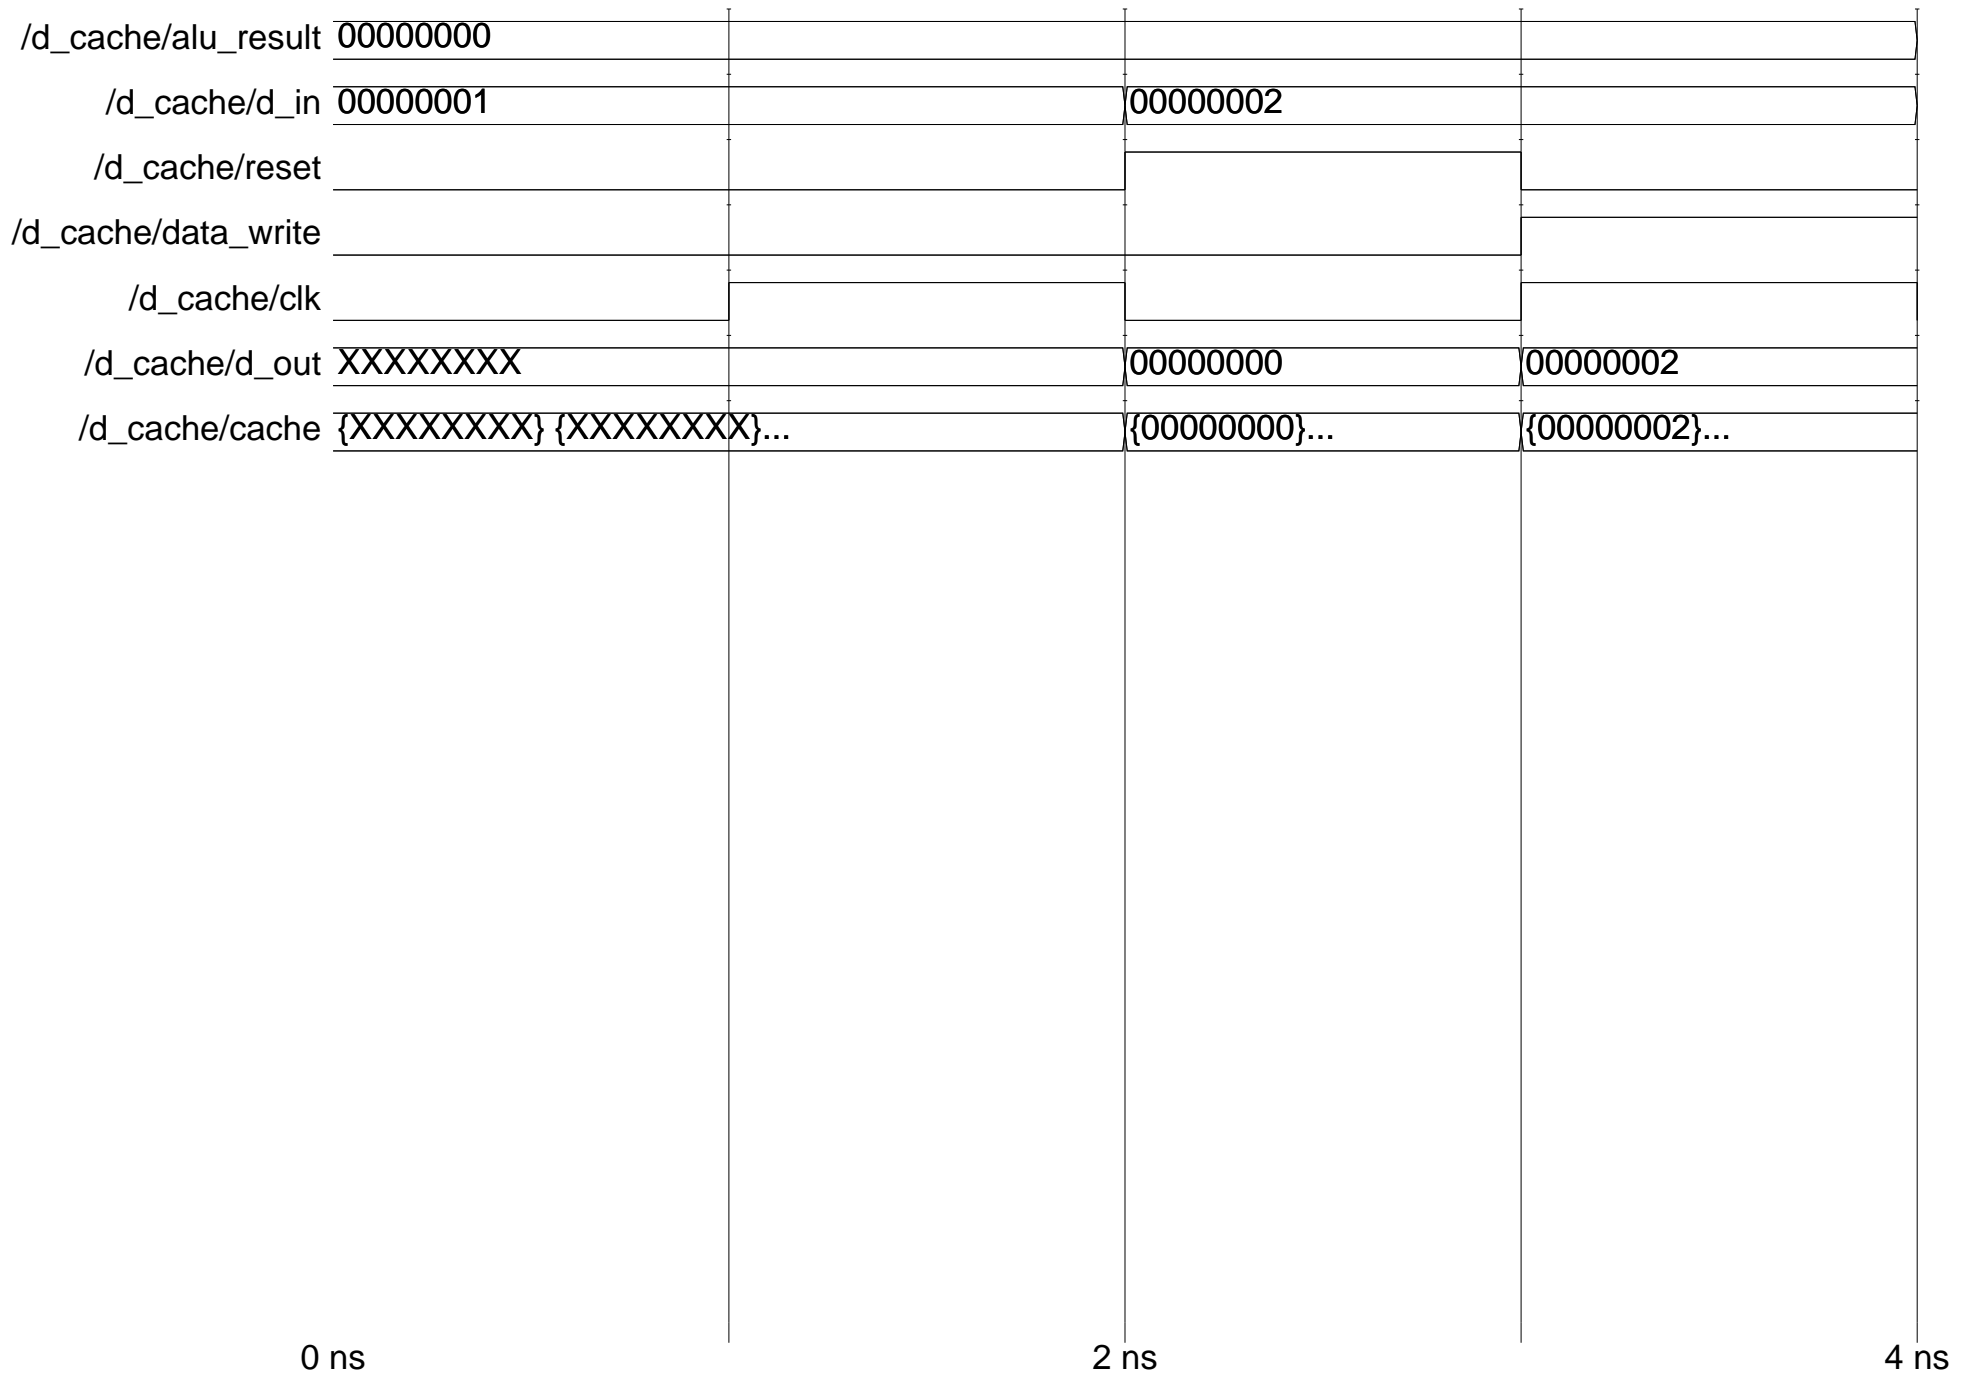 /d_cache/alu_result 00000000
/d_cache/d_in 00000001 00000002
/d_cache/reset
/d_cache/data_write
/d_cache/clk
/d_cache/d_out XXXXXXXX 00000000 00000002
/d_cache/cache {XXXXXXXX} {XXXXXXXX}... {00000000}... {00000002}...
0 ns 2 ns 4 ns